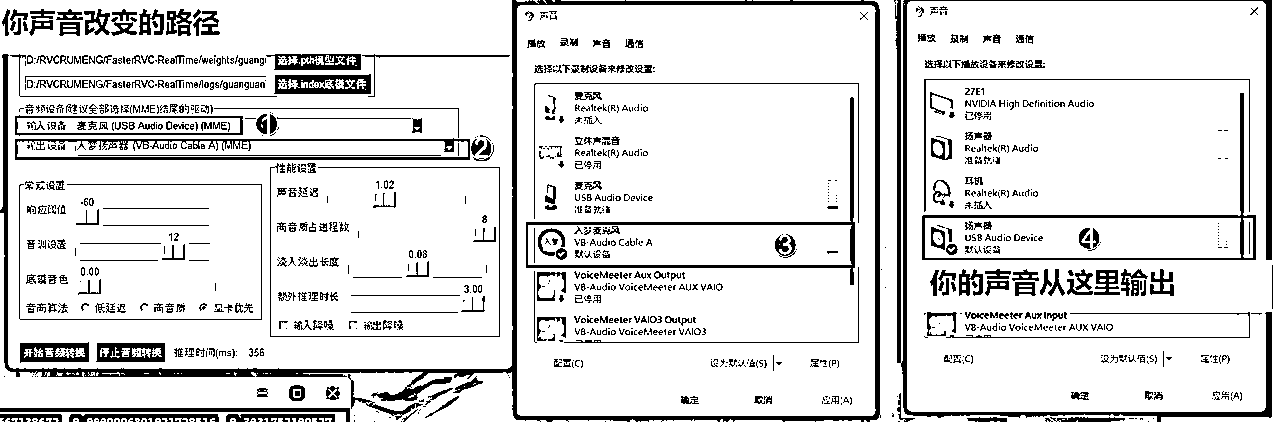 你声音改变的路径
D:/RVCRUMENG/FasterRVC-RealTime/weights/guangu 选择.pth模型文件
D:/RVCRUMENG/FasterRVC-RealTime/logs/guanguan 选择.index底模文件
音频设备(建议全部选择(MME)结尾的驱动)
输入设备 麦克风 (USB Audio Device) (MME) 1
输出设备 入梦扬声器 (VB-Audio Cable A) (MME) 2
常规设置
响应阈值 -60
音调设置 12
底模音色 0.00
音高算法 低延迟 高音质 显卡优先
性能设置
声音延迟 1.02
高音质占进程数 8
淡入淡出长度 0.08
额外推理时长 3.00
输入降噪 输出降噪
开始音频转换 停止音频转换 推理时间(ms): 356
声音
播放 录制 声音 通信
选择以下录制设备来修改设置:
麦克风
Realtek(R) Audio
未插入
立体声混音
Realtek(R) Audio
已停用
麦克风
USB Audio Device
准备就绪
入梦麦克风
VB-Audio Cable A
默认设备
3
VoiceMeeter Aux Output
VB-Audio VoiceMeeter AUX VAIO
已停用
VoiceMeeter VAIO3 Output
VB-Audio VoiceMeeter VAIO3
配置(C) 设为默认值(S) 属性(P)
确定 取消 应用(A)
声音
播放 录制 声音 通信
选择以下播放设备来修改设置:
27E1
NVIDIA High Definition Audio
已停用
扬声器
Realtek(R) Audio
准备就绪
耳机
Realtek(R) Audio
未插入
扬声器
USB Audio Device
默认设备
4
你的声音从这里输出
VoiceMeeter Aux Input
VB-Audio VoiceMeeter AUX VAIO
配置(C) 设为默认值(S) 属性(P)
确定 取消 应用(A)